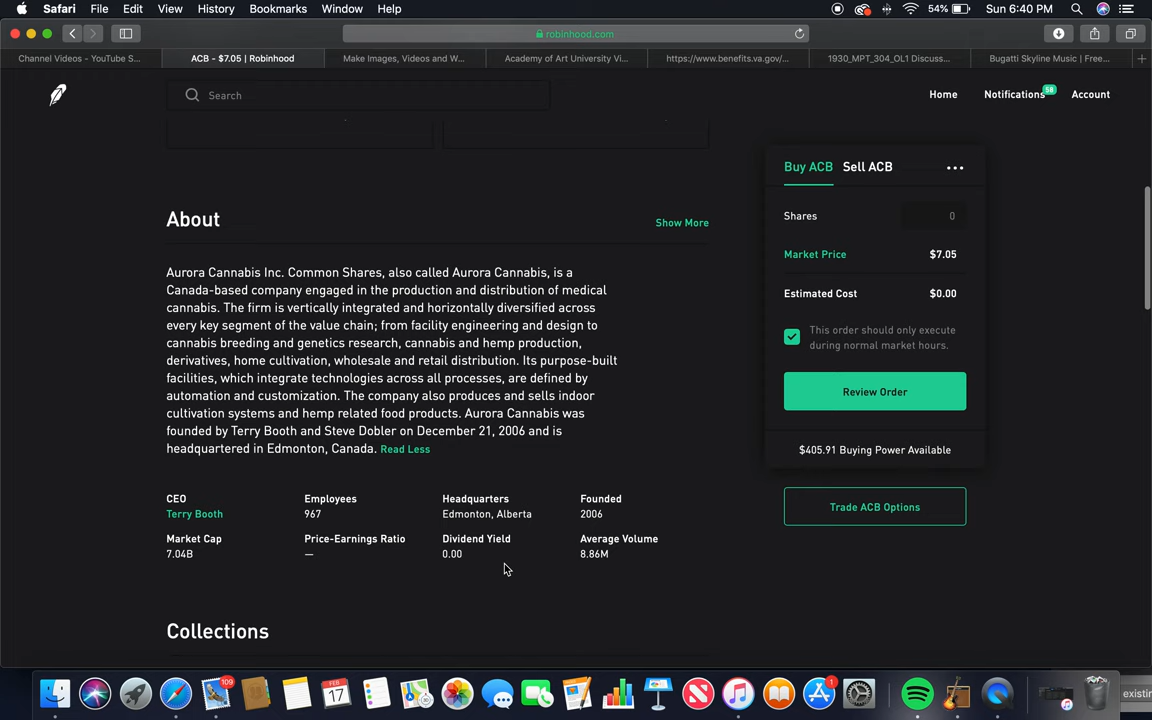 Safari File Edit View History Bookmarks Window Help 54% Sun 6:40 PM
robinhood.com
Channel Videos - YouTube S... ACB - $7.05 | Robinhood Make Images, Videos and W... Academy of Art University Vi... https://www.benefits.va.gov/... 1930_MPT_304_OL1 Discuss... Bugatti Skyline Music | Free...
Search Home Notifications 58 Account
Buy ACB Sell ACB
About Show More
Shares 0
Market Price $7.05
Estimated Cost $0.00
This order should only execute
during normal market hours.
Review Order
$405.91 Buying Power Available
Trade ACB Options
Aurora Cannabis Inc. Common Shares, also called Aurora Cannabis, is a
Canada-based company engaged in the production and distribution of medical
cannabis. The firm is vertically integrated and horizontally diversified across
every key segment of the value chain; from facility engineering and design to
cannabis breeding and genetics research, cannabis and hemp production,
derivatives, home cultivation, wholesale and retail distribution. Its purpose-built
facilities, which integrate technologies across all processes, are defined by
automation and customization. The company also produces and sells indoor
cultivation systems and hemp related food products. Aurora Cannabis was
founded by Terry Booth and Steve Dobler on December 21, 2006 and is
headquartered in Edmonton, Canada. Read Less
CEO Employees Headquarters Founded
Terry Booth 967 Edmonton, Alberta 2006
Market Cap Price-Earnings Ratio Dividend Yield Average Volume
7.04B — 0.00 8.86M
Collections
109 FEB 17 1 existin